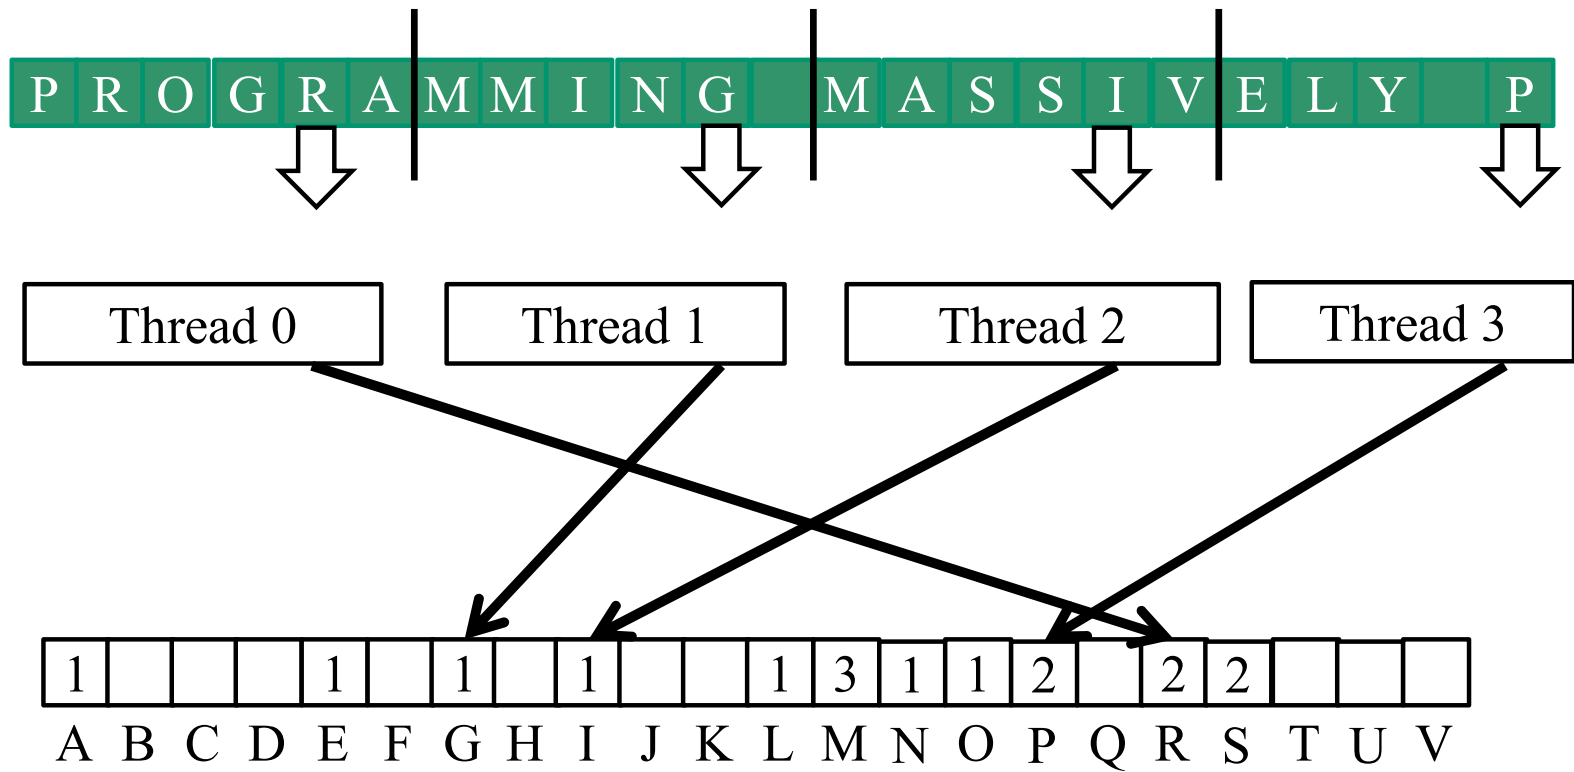 P R O G R A M M I N G M A S S I V E L Y P
Thread 0 Thread 1 Thread 2 Thread 3
1 1 1 1 1 3 1 1 2 2 2
A B C D E F G H I J K L M N O P Q R S T U V